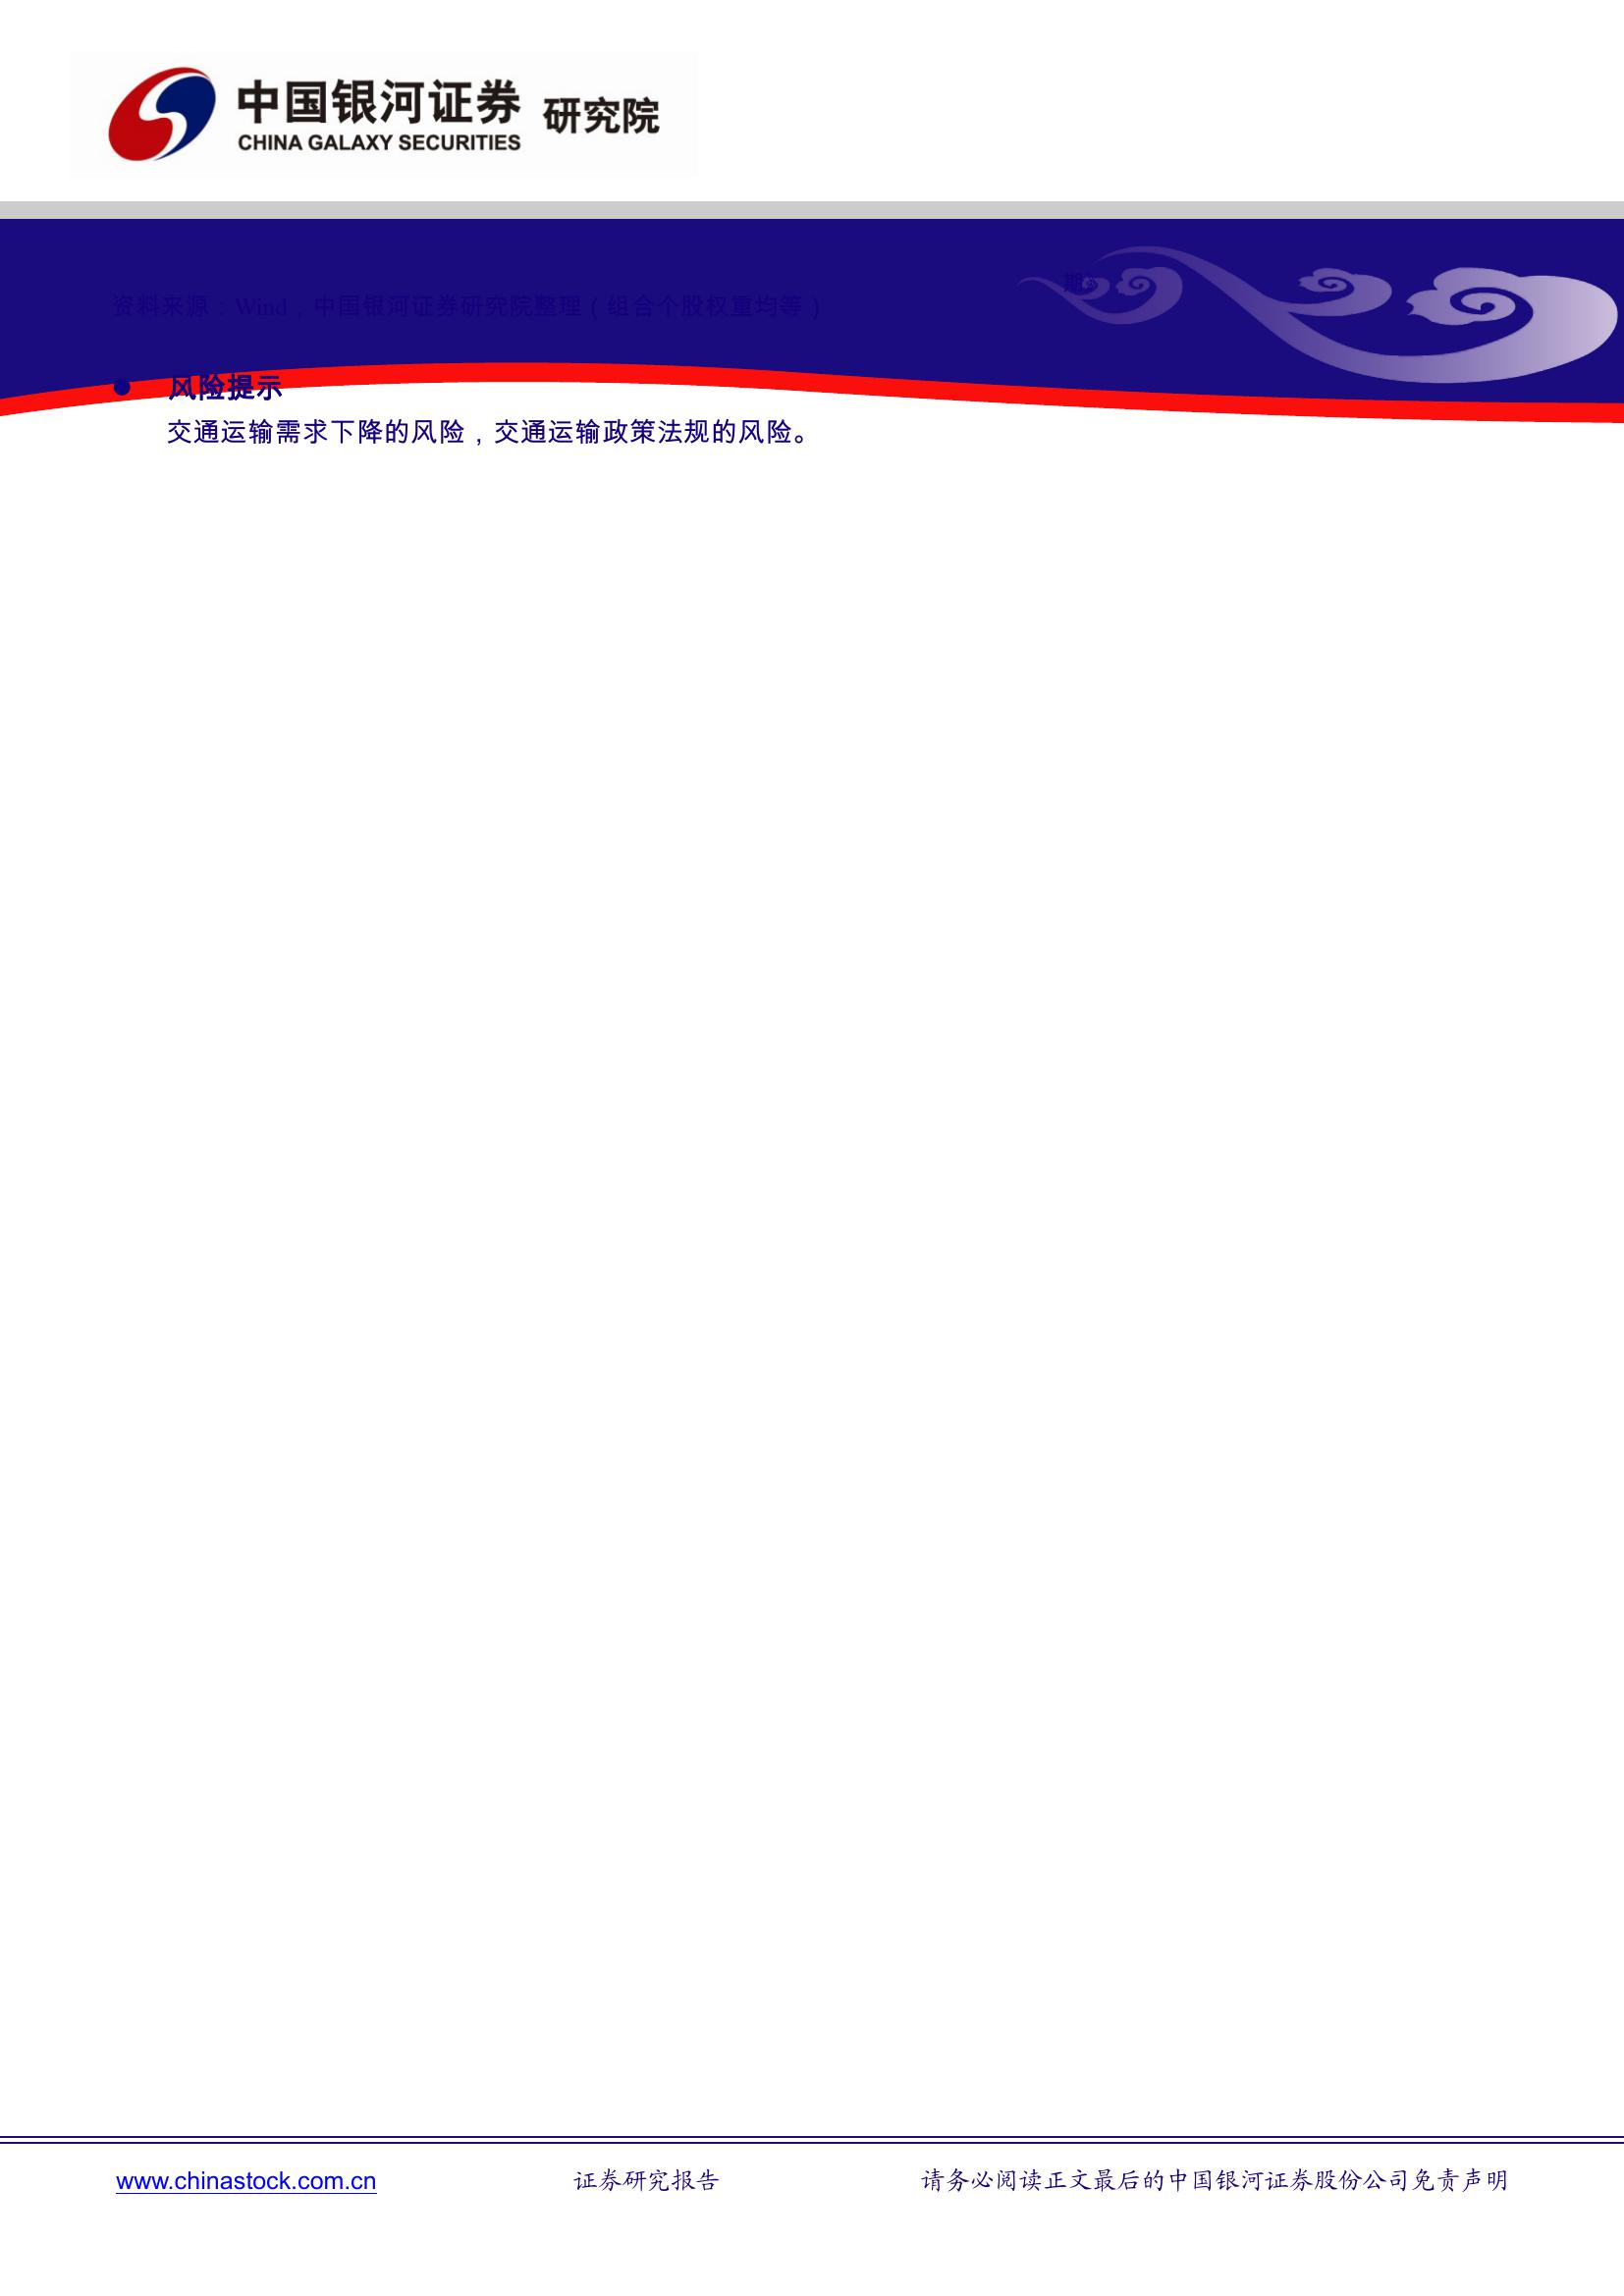 中国银河证券 研究院
CHINA GALAXY SECURITIES
资料来源：Wind，中国银河证券研究院整理（组合个股权重均等）
● 风险提示
交通运输需求下降的风险，交通运输政策法规的风险。
www.chinastock.com.cn 证券研究报告 请务必阅读正文最后的中国银河证券股份公司免责声明